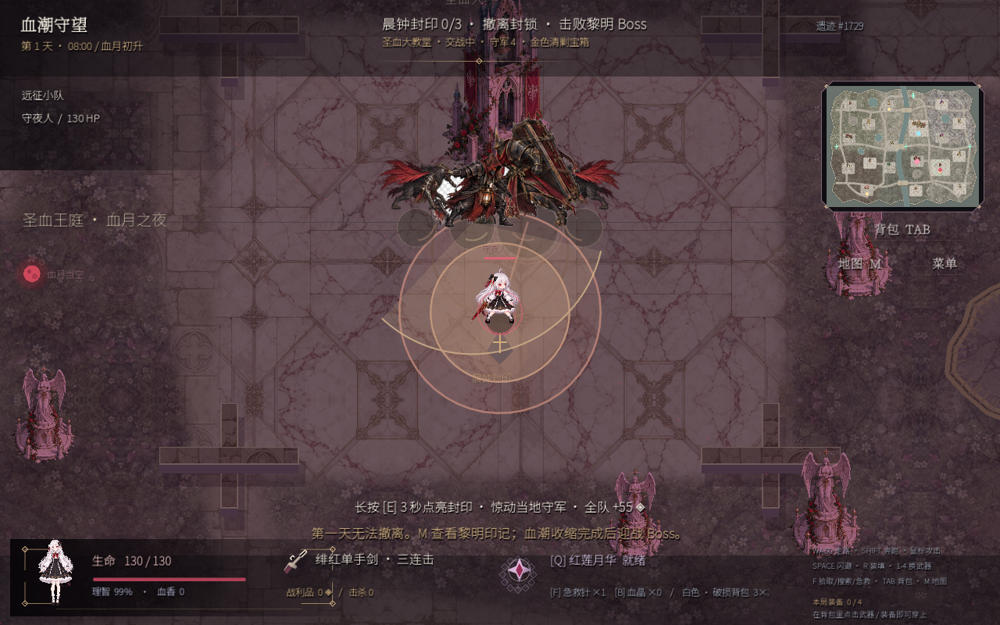 血潮守望
第 1 天 · 08:00 / 血月初升
晨钟封印 0/3 · 撤离封锁 · 击败黎明 Boss
圣血大教堂 · 交战中 · 守军 4 · 金色清剿宝箱
遗迹 #1729
远征小队
守夜人 / 130 HP
圣血王庭 · 血月之夜
血月当空
背包 TAB
地图 M
菜单
守夜人
长按 [E] 3 秒点亮封印 · 惊动当地守军 · 全队 +55
第一天无法撤离。M 查看黎明印记；血潮收缩完成后迎战 Boss。
生命 130 / 130
理智 99% · 血香 0
绯红单手剑 · 三连击
战利品 0 / 击杀 0
[Q] 红莲月华 就绪
[F] 急救针 ×1 [B] 血晶 ×0 / 白色 · 破损背包 3×
WASD 走路 · SHIFT 奔跑 · 鼠标攻击
SPACE 闪避 · R 装填 · 1-4 换武器
F 拾取/搜索/急救 · TAB 背包 · M 地图
本局装备 0 / 4
在背包里点击武器 / 装备即可穿上